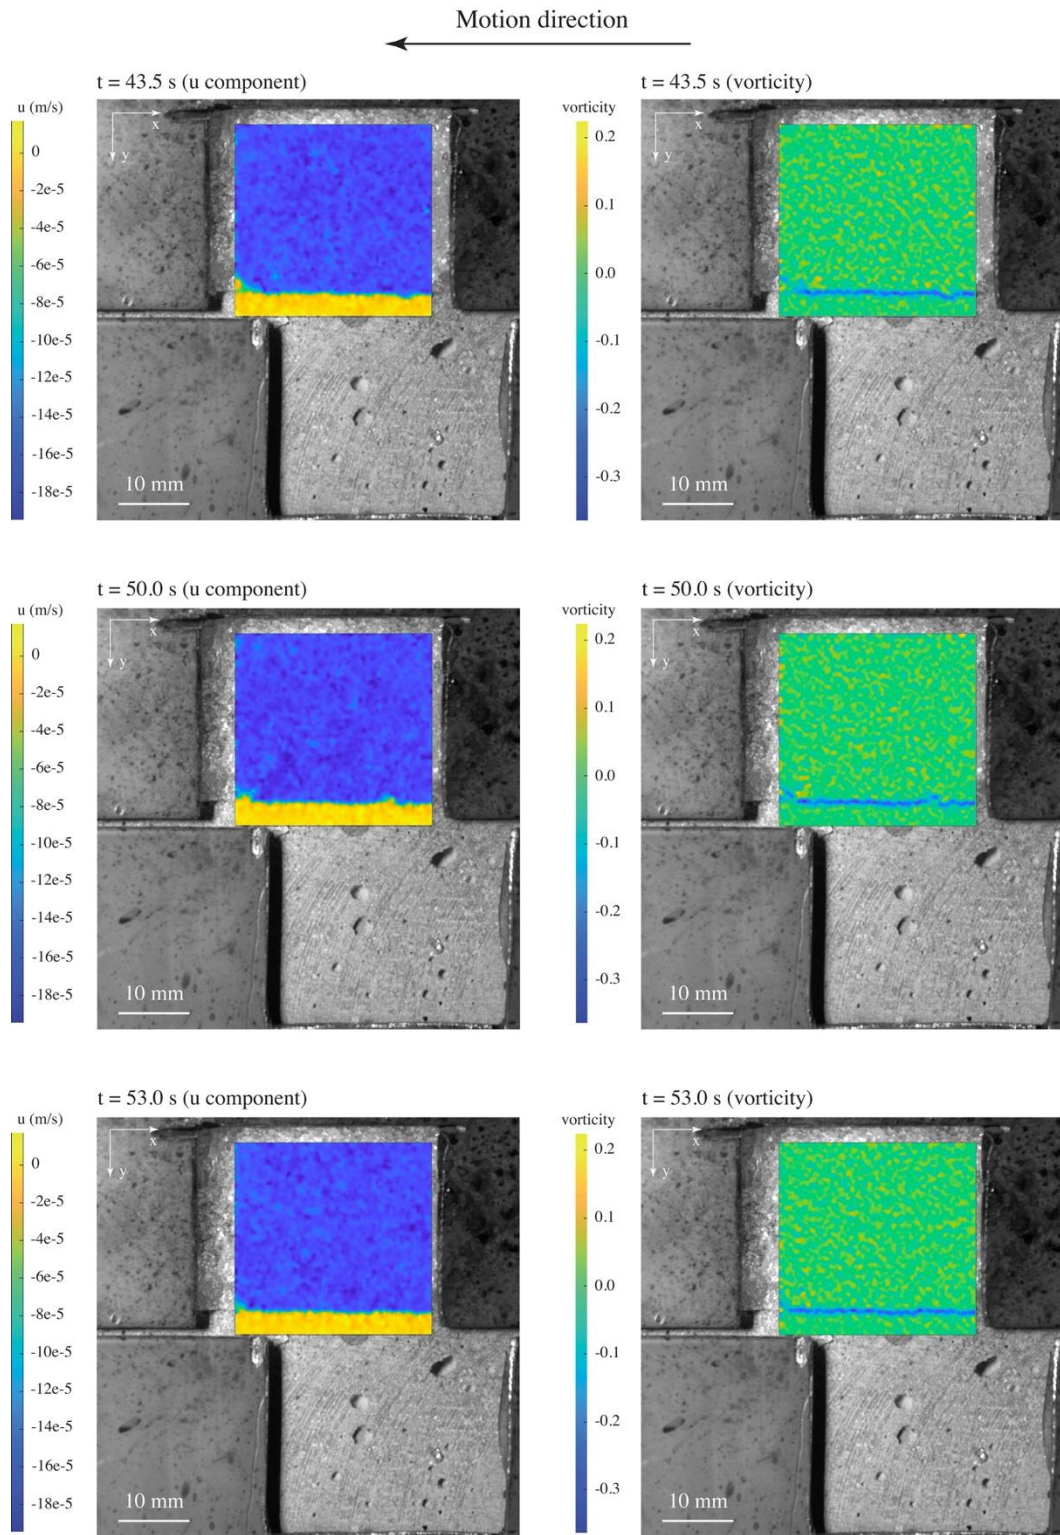 Motion direction
t = 43.5 s (u component)
u (m/s)
0
-2e-5
-4e-5
-6e-5
-8e-5
-10e-5
-12e-5
-14e-5
-16e-5
-18e-5
x
y
10 mm
t = 43.5 s (vorticity)
vorticity
0.2
0.1
0.0
-0.1
-0.2
-0.3
x
y
10 mm
t = 50.0 s (u component)
u (m/s)
0
-2e-5
-4e-5
-6e-5
-8e-5
-10e-5
-12e-5
-14e-5
-16e-5
-18e-5
x
y
10 mm
t = 50.0 s (vorticity)
vorticity
0.2
0.1
0.0
-0.1
-0.2
-0.3
x
y
10 mm
t = 53.0 s (u component)
u (m/s)
0
-2e-5
-4e-5
-6e-5
-8e-5
-10e-5
-12e-5
-14e-5
-16e-5
-18e-5
x
y
10 mm
t = 53.0 s (vorticity)
vorticity
0.2
0.1
0.0
-0.1
-0.2
-0.3
x
y
10 mm